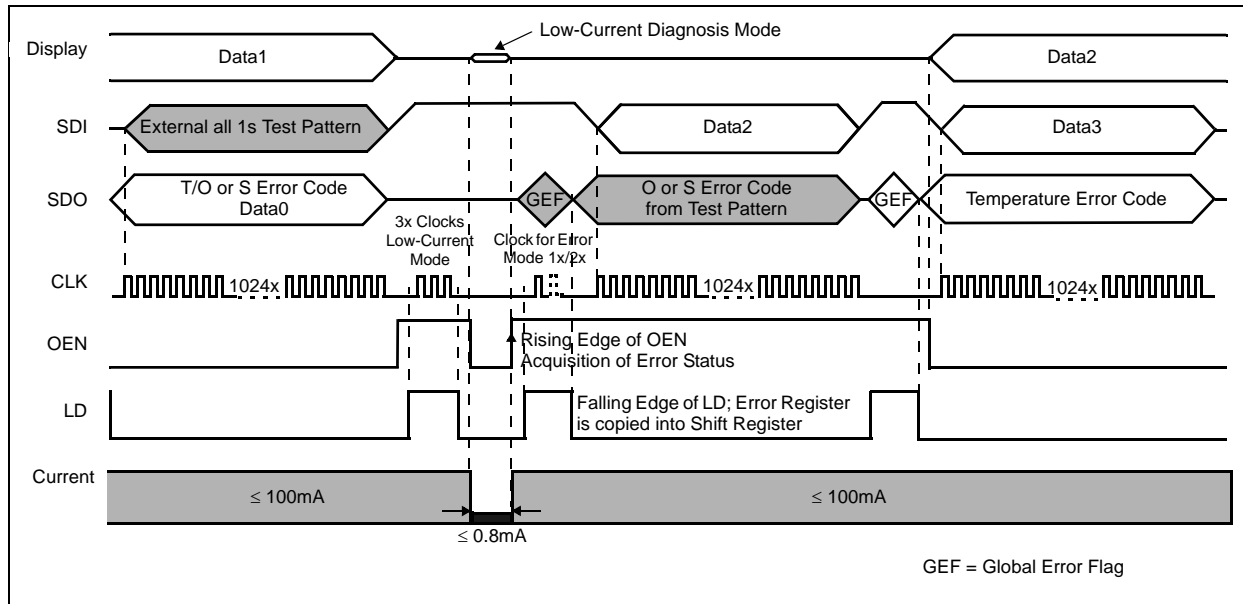 Low-Current Diagnosis Mode
Display
Data1
Data2
SDI
External all 1s Test Pattern
Data2
Data3
SDO
T/O or S Error Code
Data0
GEF
O or S Error Code
from Test Pattern
GEF
Temperature Error Code
3x Clocks
Low-Current
Mode
Clock for Error
Mode 1x/2x
CLK
1024x
1024x
1024x
OEN
Rising Edge of OEN
Acquisition of Error Status
LD
Falling Edge of LD; Error Register
is copied into Shift Register
Current
≤ 100mA
≤ 100mA
≤ 0.8mA
GEF = Global Error Flag